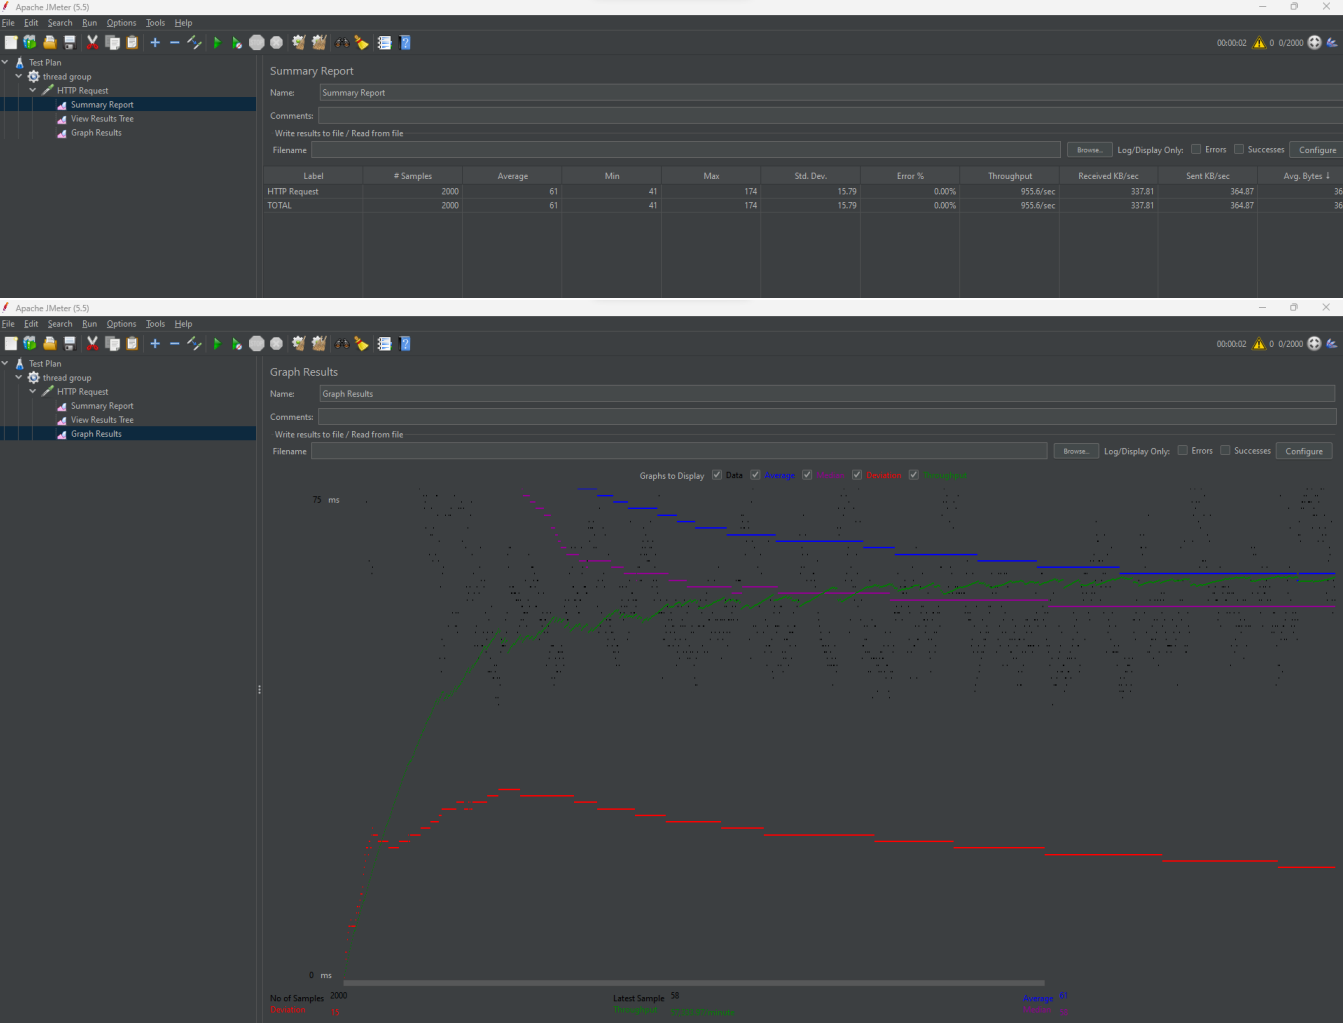 Apache JMeter (5.5)
File Edit Search Run Options Tools Help
00:00:02 0 0/2000
Test Plan
thread group
HTTP Request
Summary Report
View Results Tree
Graph Results
Summary Report
Name: Summary Report
Comments:
Write results to file / Read from file
Filename Browse... Log/Display Only: Errors Successes Configure
Label # Samples Average Min Max Std. Dev. Error % Throughput Received KB/sec Sent KB/sec Avg. Bytes ↓
HTTP Request 2000 61 41 174 15.79 0.00% 955.6/sec 337.81 364.87 36
TOTAL 2000 61 41 174 15.79 0.00% 955.6/sec 337.81 364.87 36
Apache JMeter (5.5)
File Edit Search Run Options Tools Help
00:00:02 0 0/2000
Test Plan
thread group
HTTP Request
Summary Report
View Results Tree
Graph Results
Graph Results
Name: Graph Results
Comments:
Write results to file / Read from file
Filename Browse... Log/Display Only: Errors Successes Configure
Graphs to Display Data Average Deviation Throughput
75 ms
0 ms
No of Samples 2000 Latest Sample 58 Average 61
Deviation 15 Throughput